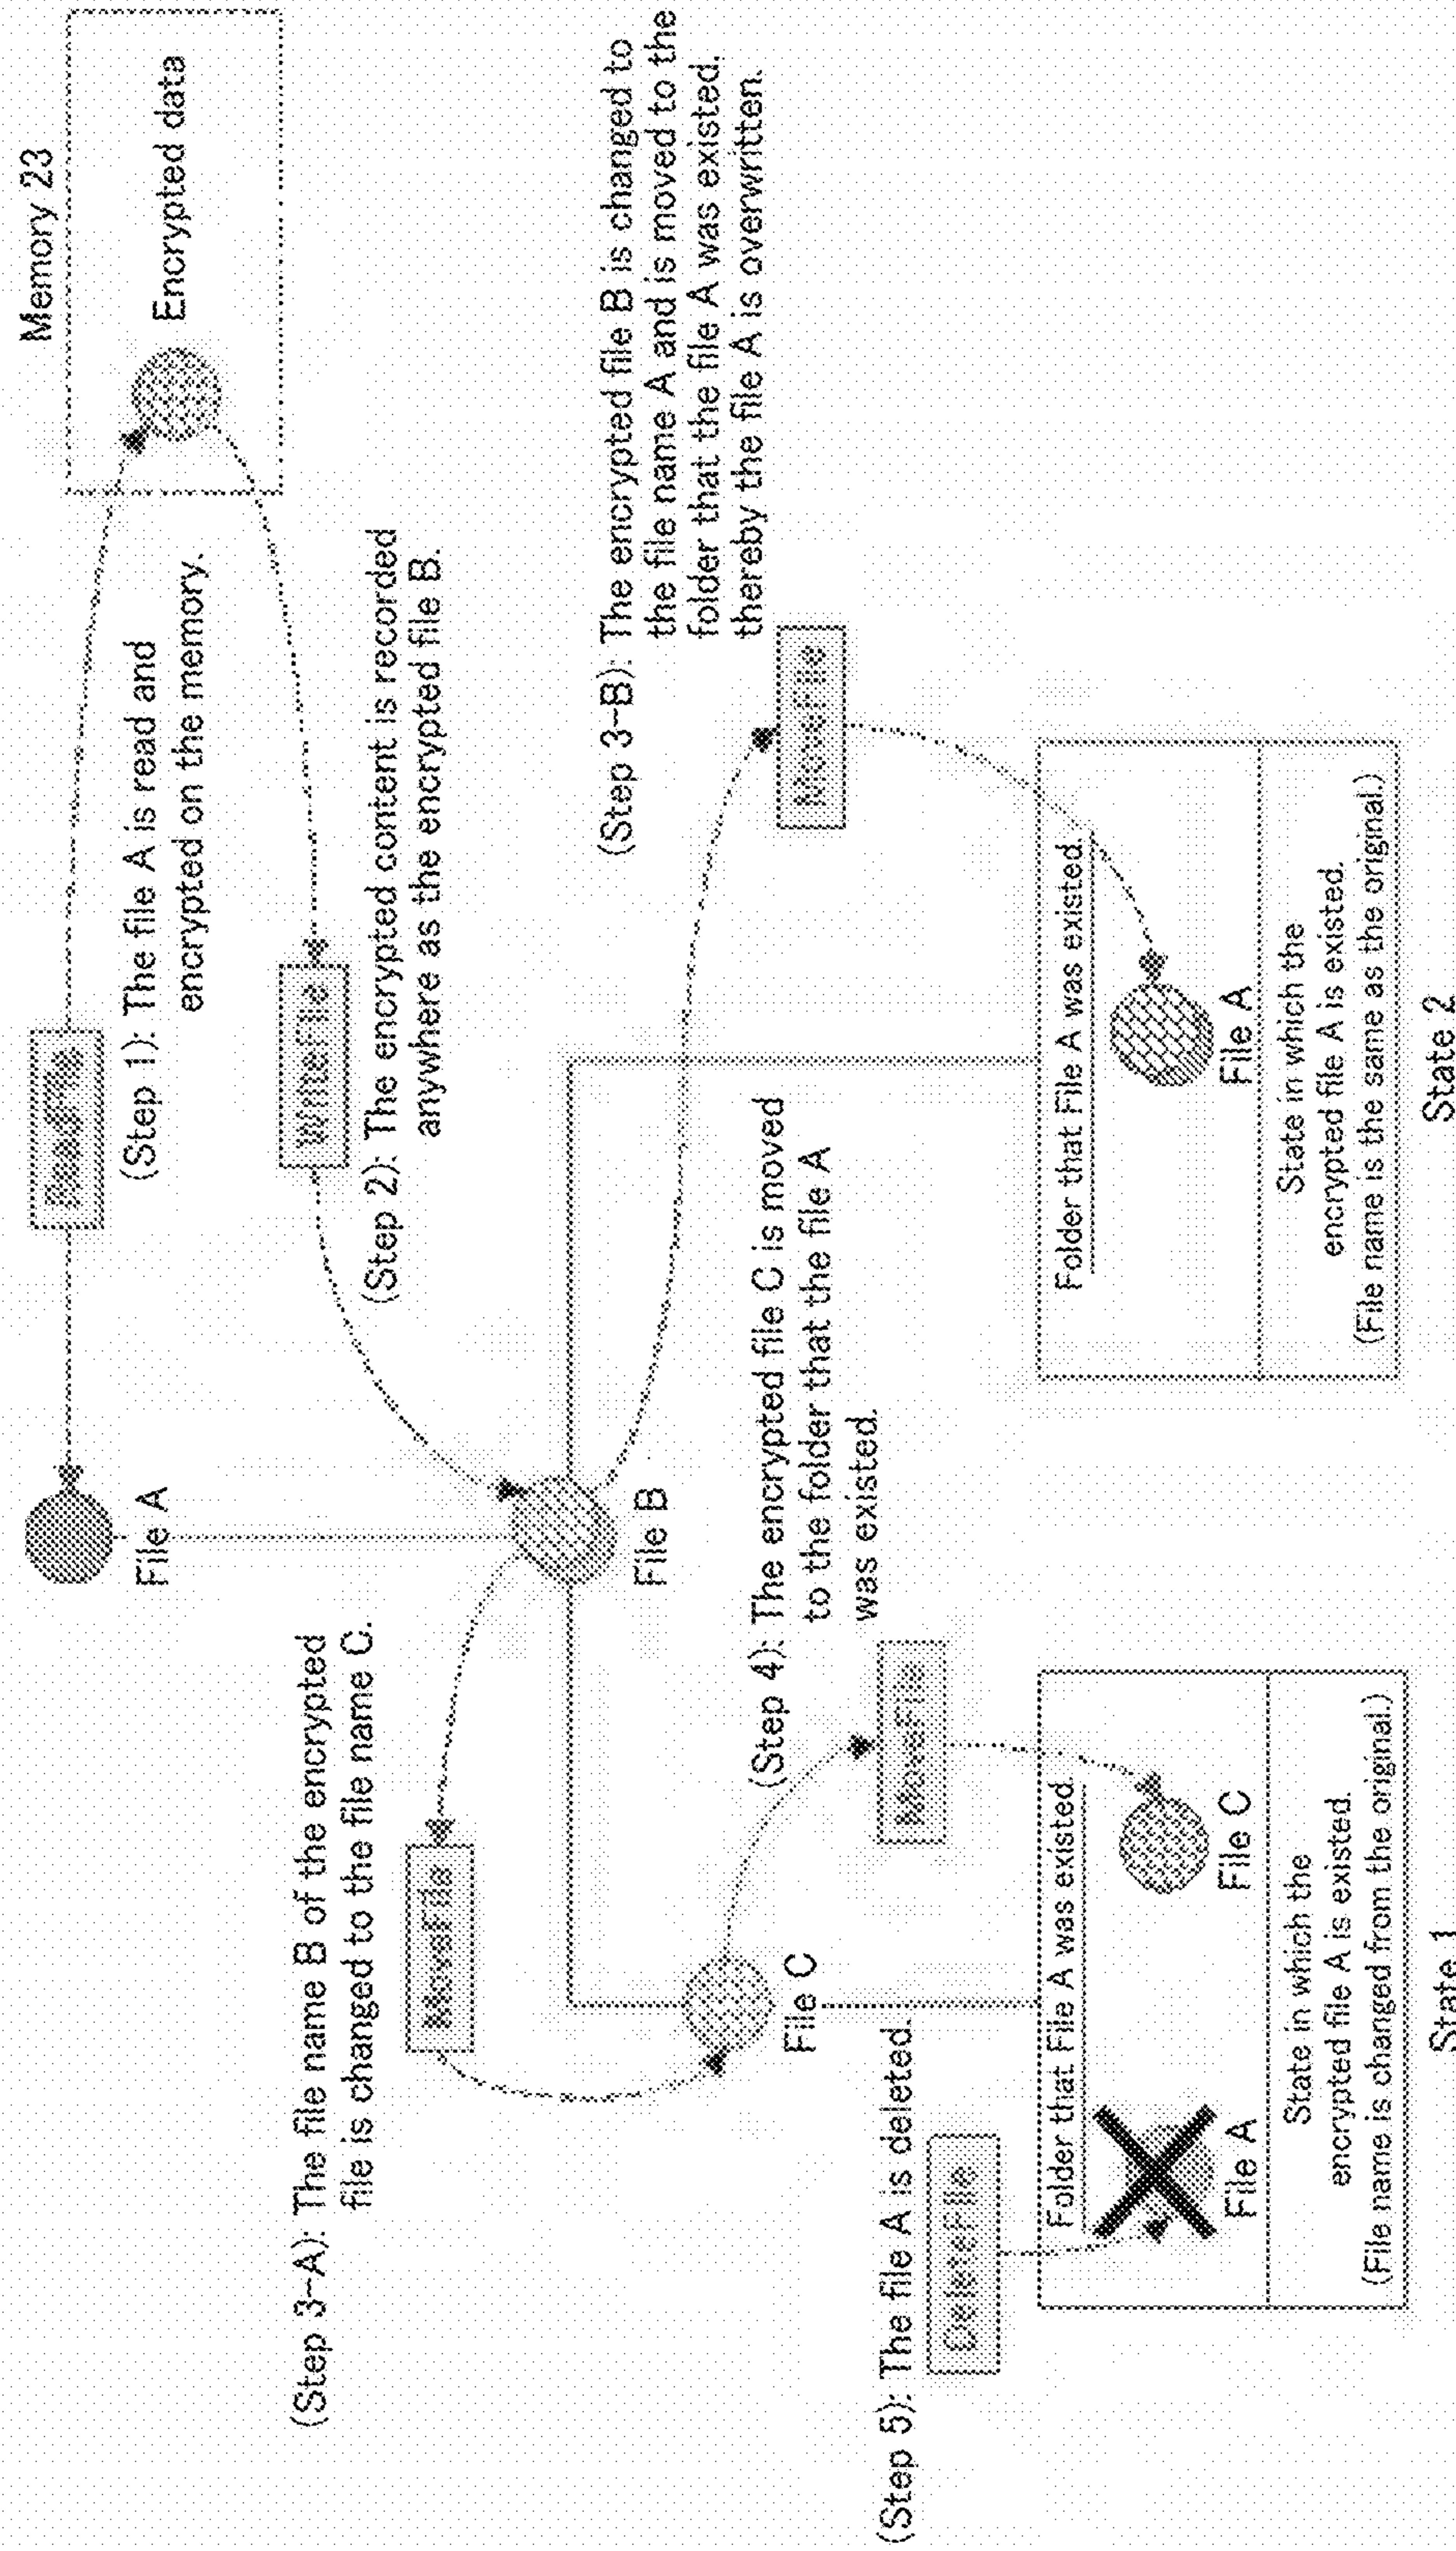 Memory 23
Encrypted data
ReadFile
(Step 1): The file A is read and
encrypted on the memory.
File A
WriteFile
(Step 2): The encrypted content is recorded
anywhere as the encrypted file B.
(Step 3-A): The file name B of the encrypted
file is changed to the file name C.
MoveFile
File B
(Step 3-B): The encrypted file B is changed to
the file name A and is moved to the
folder that the file A was existed,
thereby the file A is overwritten.
MoveFile
File C
(Step 4): The encrypted file C is moved
to the folder that the file A
was existed.
MoveFile
(Step 5): The file A is deleted.
DeleteFile
Folder that File A was existed.
File A
File C
State in which the
encrypted file A is existed.
(File name is changed from the original.)
State 1
Folder that File A was existed.
File A
State in which the
encrypted file A is existed.
(File name is the same as the original.)
State 2